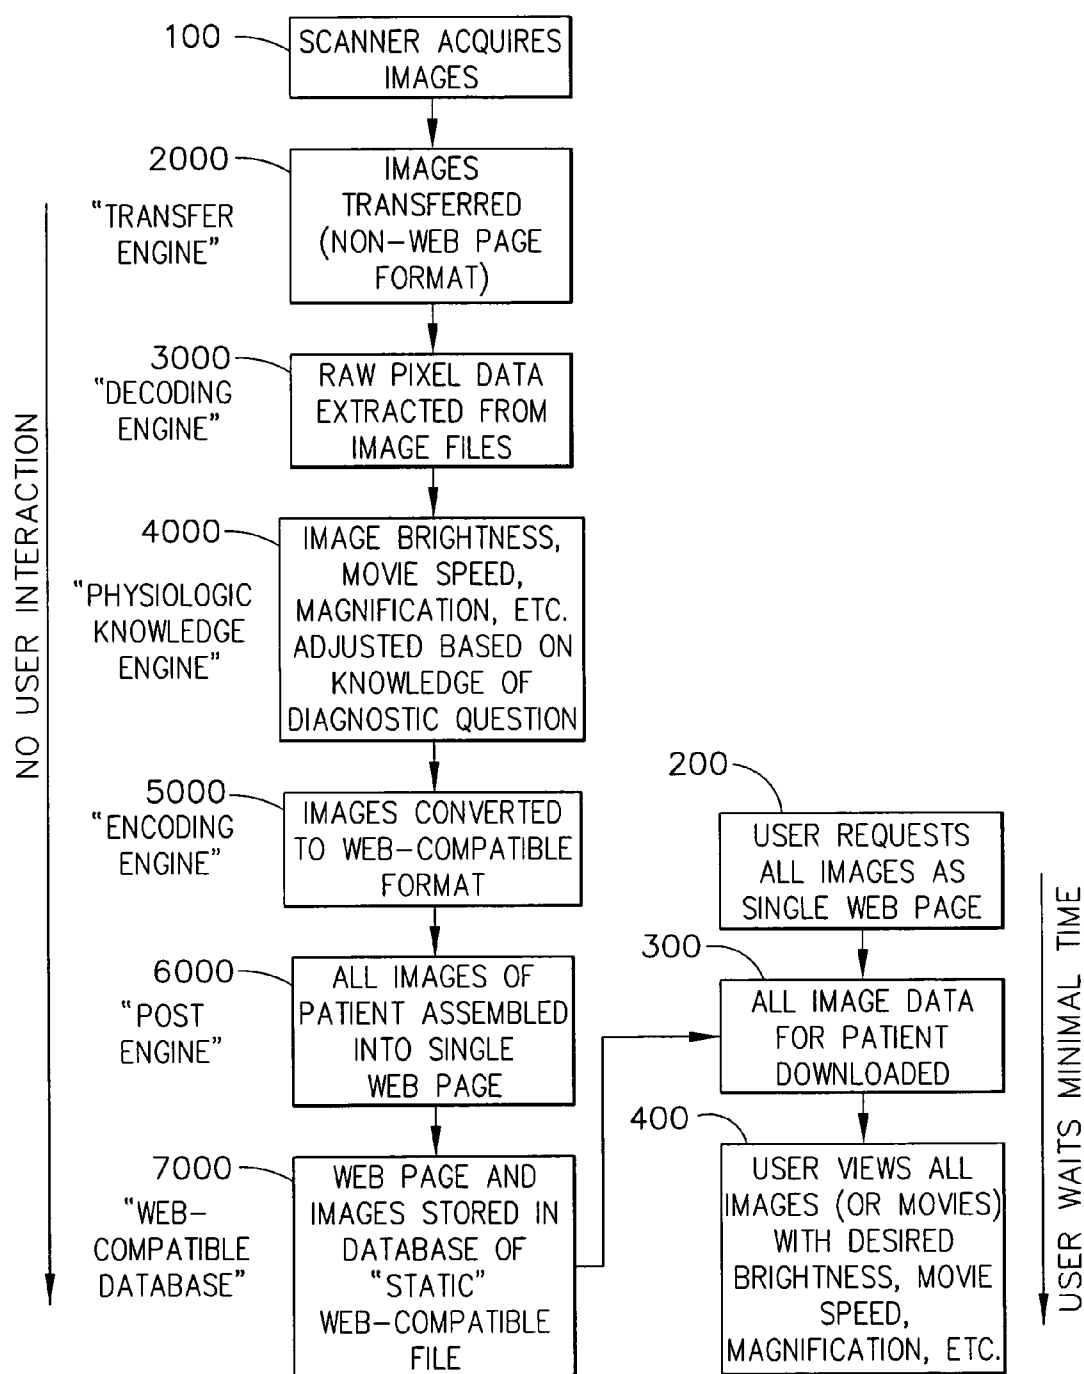 100
SCANNER ACQUIRES
IMAGES
2000
"TRANSFER
ENGINE"
IMAGES
TRANSFERRED
(NON-WEB PAGE
FORMAT)
3000
"DECODING
ENGINE"
RAW PIXEL DATA
EXTRACTED FROM
IMAGE FILES
NO USER INTERACTION
4000
"PHYSIOLOGIC
KNOWLEDGE
ENGINE"
IMAGE BRIGHTNESS,
MOVIE SPEED,
MAGNIFICATION, ETC.
ADJUSTED BASED ON
KNOWLEDGE OF
DIAGNOSTIC QUESTION
5000
"ENCODING
ENGINE"
IMAGES CONVERTED
TO WEB-COMPATIBLE
FORMAT
6000
"POST
ENGINE"
ALL IMAGES OF
PATIENT ASSEMBLED
INTO SINGLE
WEB PAGE
7000
"WEB-
COMPATIBLE
DATABASE"
WEB PAGE AND
IMAGES STORED IN
DATABASE OF
"STATIC"
WEB-COMPATIBLE
FILE
200
USER REQUESTS
ALL IMAGES AS
SINGLE WEB PAGE
300
ALL IMAGE DATA
FOR PATIENT
DOWNLOADED
400
USER VIEWS ALL
IMAGES (OR MOVIES)
WITH DESIRED
BRIGHTNESS, MOVIE
SPEED,
MAGNIFICATION, ETC.
USER WAITS MINIMAL TIME